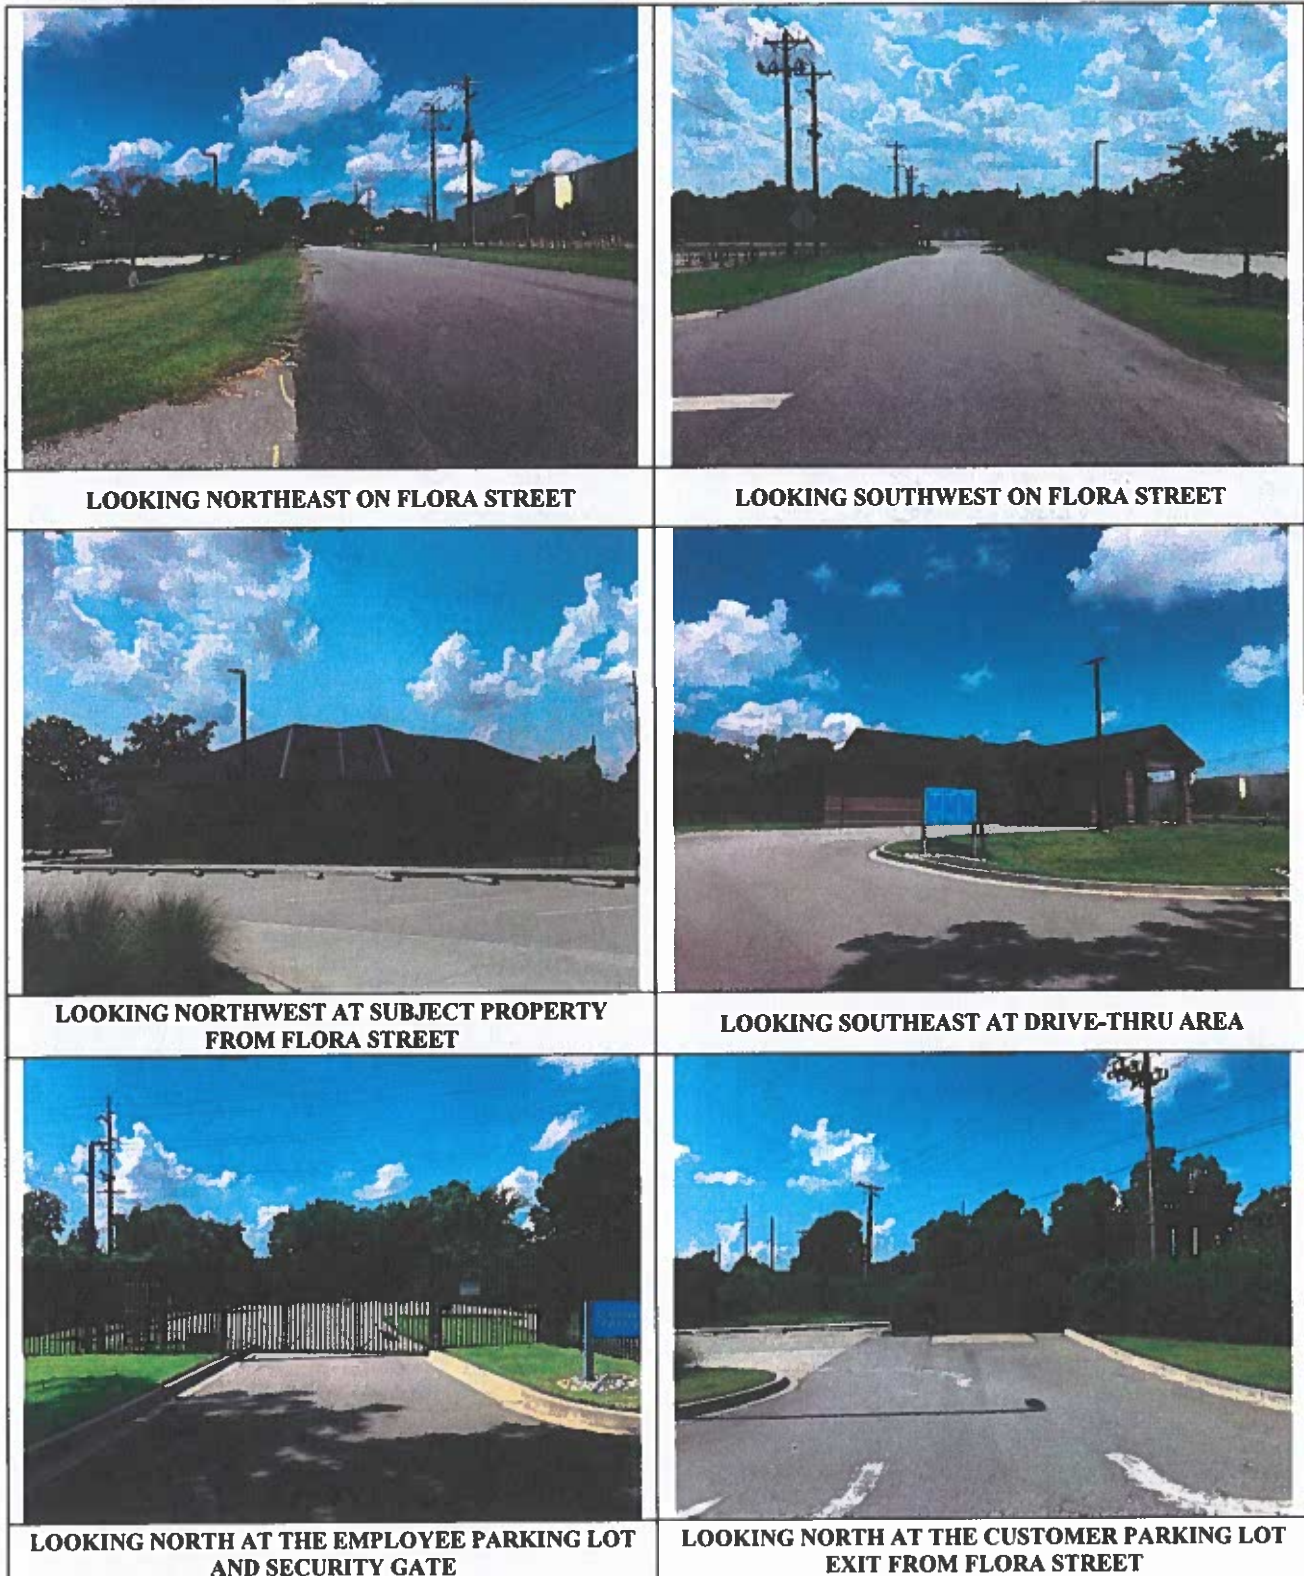 LOOKING NORTHEAST ON FLORA STREET
LOOKING SOUTHWEST ON FLORA STREET
LOOKING NORTHWEST AT SUBJECT PROPERTY
FROM FLORA STREET
LOOKING SOUTHEAST AT DRIVE-THRU AREA
LOOKING NORTH AT THE EMPLOYEE PARKING LOT
AND SECURITY GATE
LOOKING NORTH AT THE CUSTOMER PARKING LOT
EXIT FROM FLORA STREET